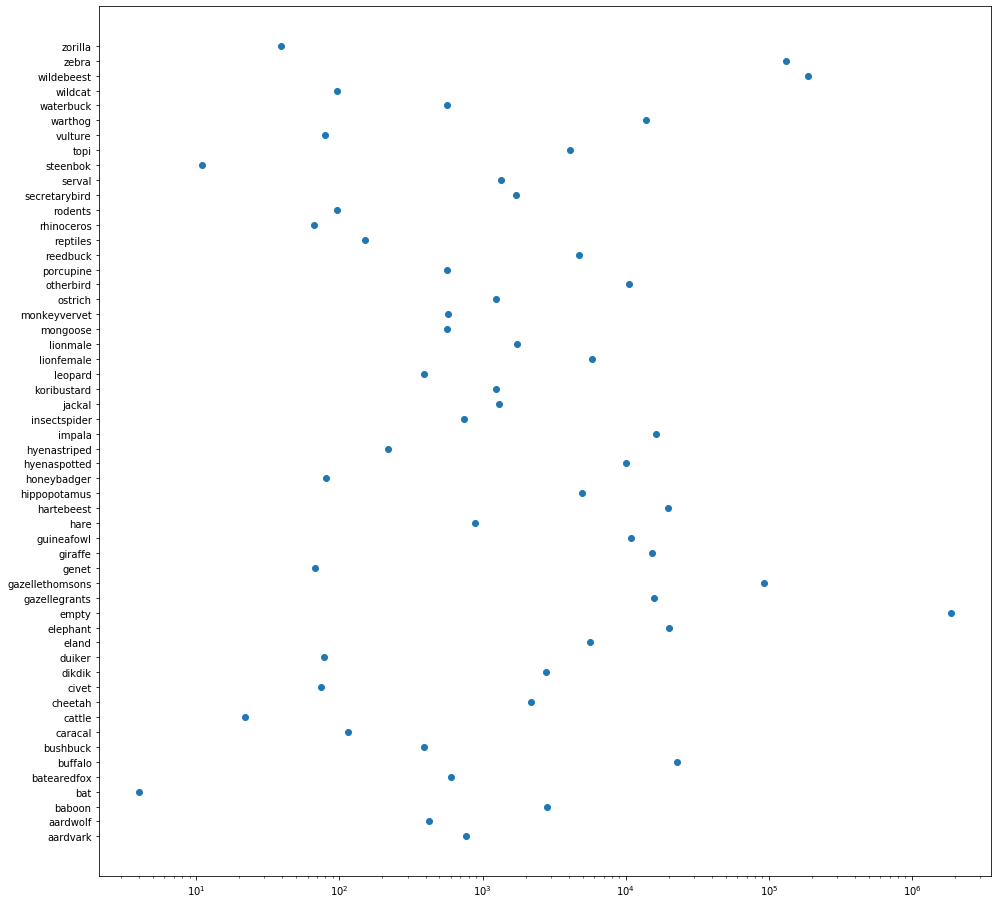 zorilla
zebra
wildebeest
wildcat
waterbuck
warthog
vulture
topi
steenbok
serval
secretarybird
rodents
rhinoceros
reptiles
reedbuck
porcupine
otherbird
ostrich
monkeyvervet
mongoose
lionmale
lionfemale
leopard
koribustard
jackal
insectspider
impala
hyenastriped
hyenaspotted
honeybadger
hippopotamus
hartebeest
hare
guineafowl
giraffe
genet
gazellethomsons
gazellegrants
empty
elephant
eland
duiker
dikdik
civet
cheetah
cattle
caracal
bushbuck
buffalo
batearedfox
bat
baboon
aardwolf
aardvark
10¹ 10² 10³ 10⁴ 10⁵ 10⁶